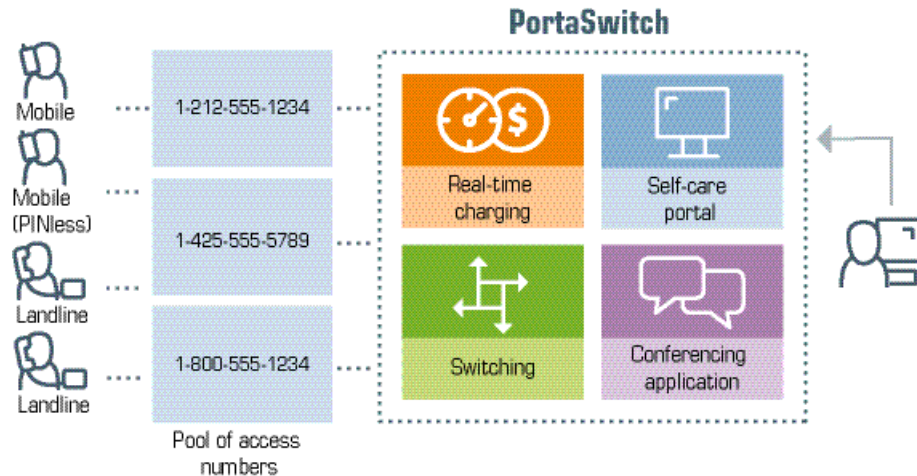 PortaSwitch
Mobile
Mobile
(PINless)
Landline
Landline
1-212-555-1234
1-425-555-5789
1-800-555-1234
Pool of access
numbers
$
Real-time
charging
Self-care
portal
Switching
Conferencing
application